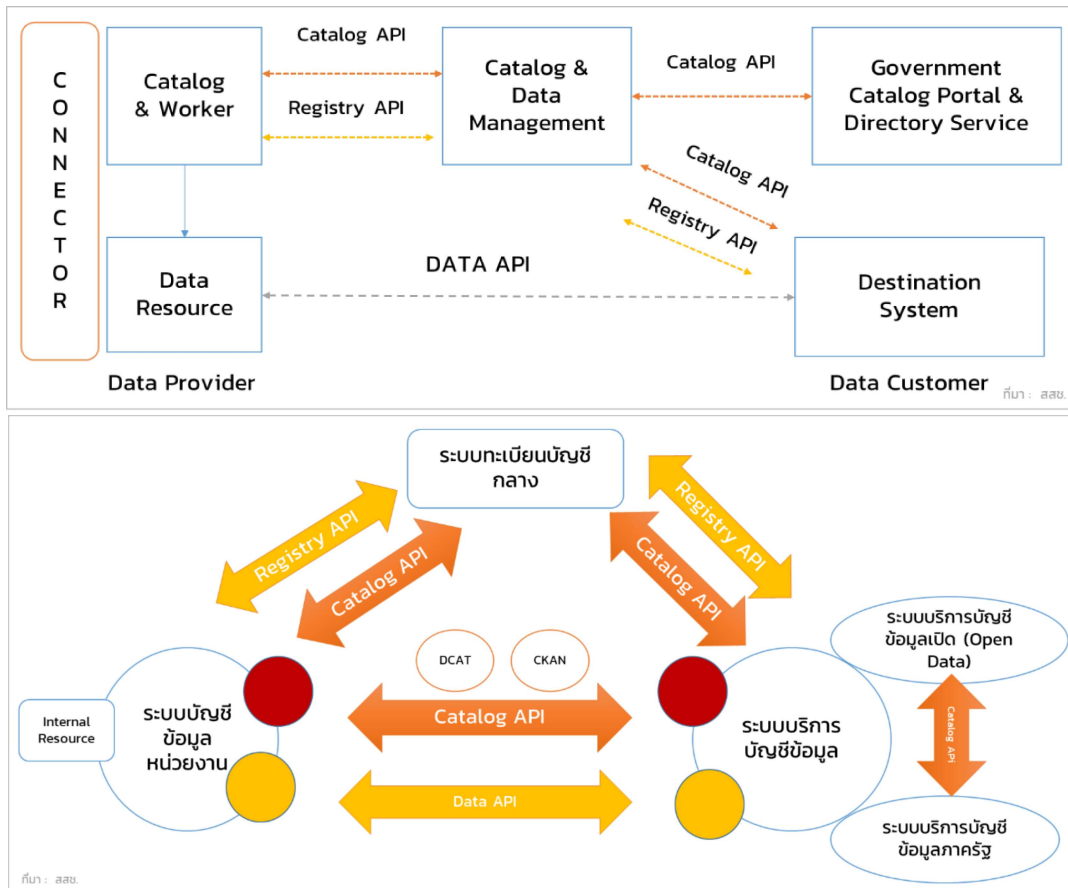 CONNECTOR
Catalog
& Worker
Catalog API
Registry API
Catalog &
Data
Management
Catalog API
Government
Catalog Portal &
Directory Service
Catalog API
Registry API
Data
Resource
DATA API
Destination
System
Data Provider
Data Customer
ที่มา : สสช.
ระบบทะเบียนบัญชี
กลาง
Registry API
Catalog API
Registry API
Catalog API
DCAT
CKAN
Internal
Resource
ระบบบัญชี
ข้อมูล
หน่วยงาน
Catalog API
Data API
ระบบบริการ
บัญชีข้อมูล
ระบบบริการบัญชี
ข้อมูลเปิด (Open
Data)
Catalog API
ระบบบริการบัญชี
ข้อมูลภาครัฐ
ที่มา : สสช.